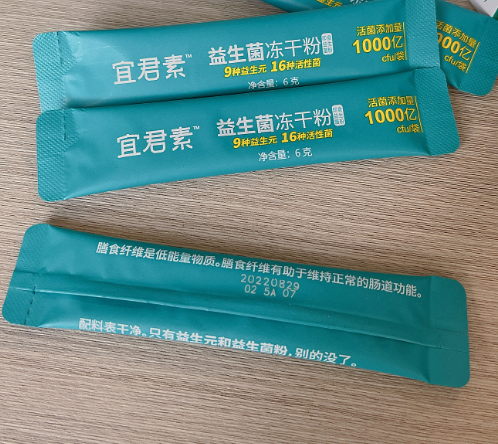 宜君素™
益生菌冻干粉
9种益生元 16种活性菌
净含量：6克
活菌添加量
1000亿
cfu/袋
宜君素™
益生菌冻干粉
9种益生元 16种活性菌
净含量：6克
活菌添加量
1000亿
cfu/袋
000亿
cfu/袋
膳食纤维是低能量物质。膳食纤维有助于维持正常的肠道功能。
20220829
02 5A 07
配料表干净。只有益生元和益生菌粉，别的没了。